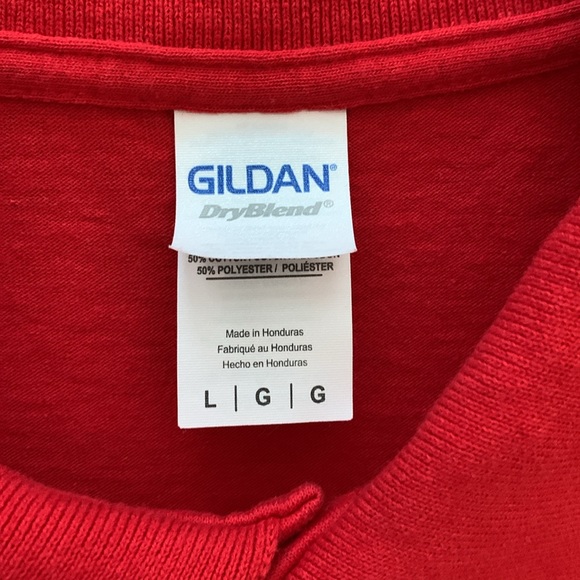 GILDAN®
DryBlend®
50% POLYESTER / POLIÉSTER
Made in Honduras
Fabriqué au Honduras
Hecho en Honduras
L | G | G